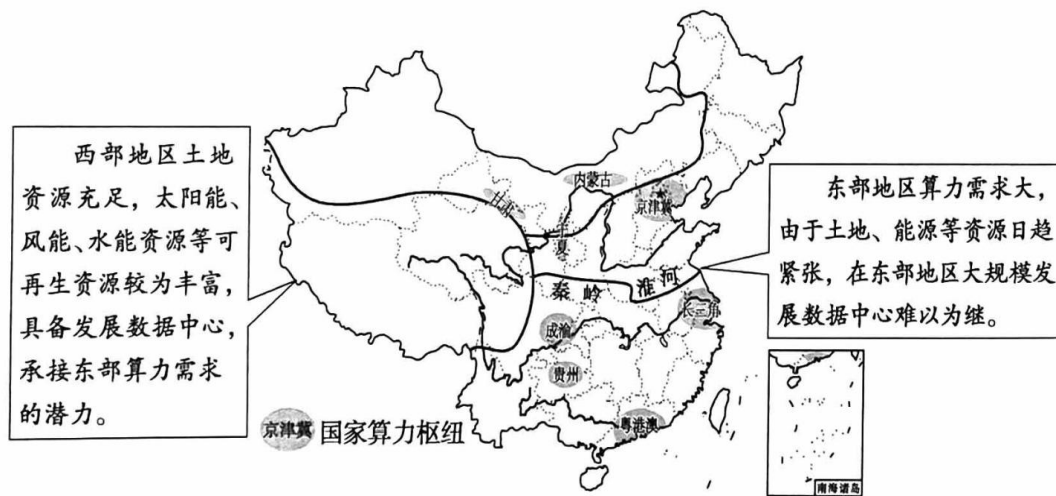 西部地区土地
资源充足，太阳能、
风能、水能资源等可
再生资源较为丰富，
具备发展数据中心，
承接东部算力需求
的潜力。
内蒙古
甘肃
宁夏
京津冀
秦岭
淮河
成渝
长三角
贵州
粤港澳
东部地区算力需求大，
由于土地、能源等资源日趋
紧张，在东部地区大规模发
展数据中心难以为继。
京津冀 国家算力枢纽
南海诸岛